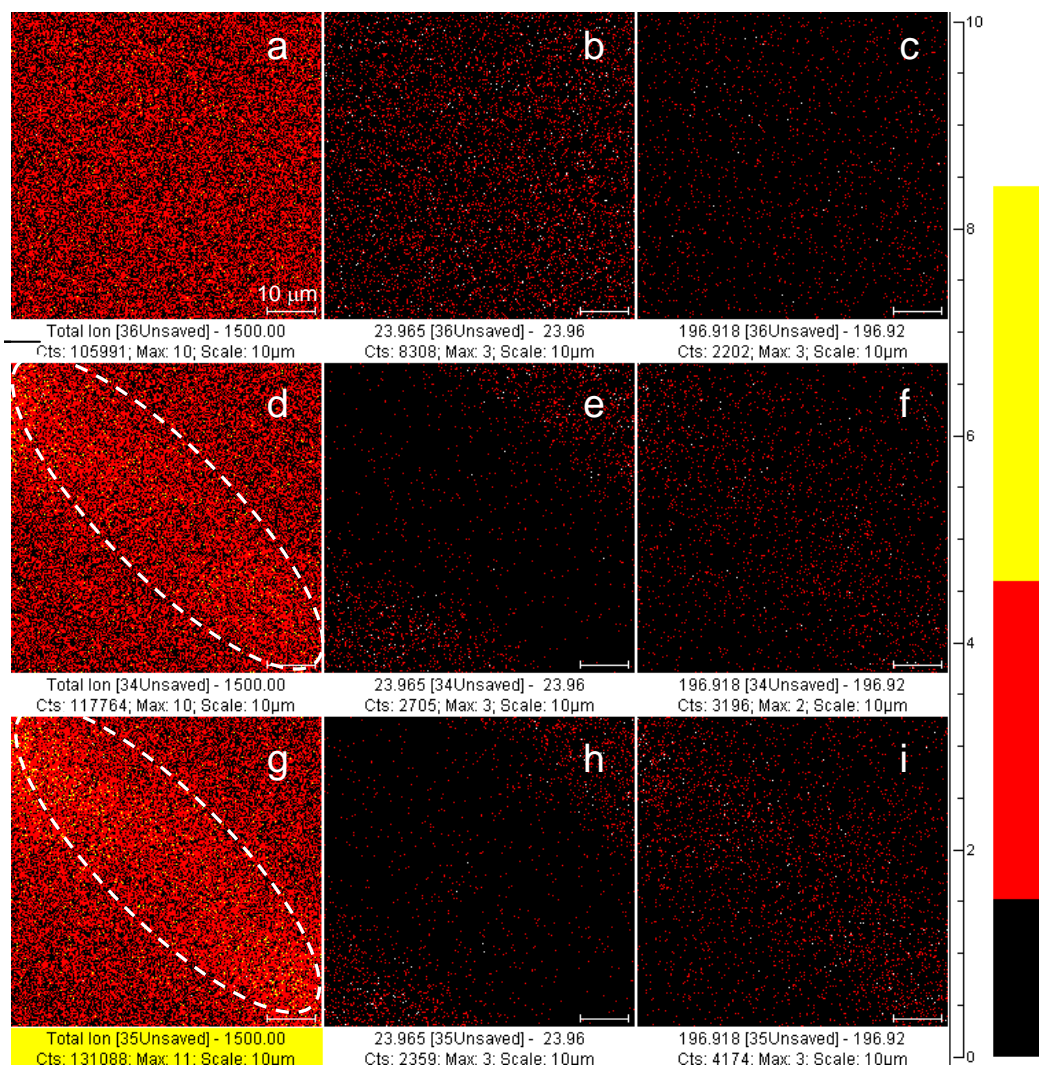 a
b
c
10 μm
Total Ion [36Unsaved] - 1500.00
Cts: 105991; Max: 10; Scale: 10μm
23.965 [36Unsaved] - 23.96
Cts: 8308; Max: 3; Scale: 10μm
196.918 [36Unsaved] - 196.92
Cts: 2202; Max: 3; Scale: 10μm
d
e
f
Total Ion [34Unsaved] - 1500.00
Cts: 117764; Max: 10; Scale: 10μm
23.965 [34Unsaved] - 23.96
Cts: 2705; Max: 3; Scale: 10μm
196.918 [34Unsaved] - 196.92
Cts: 3196; Max: 2; Scale: 10μm
g
h
i
Total Ion [35Unsaved] - 1500.00
Cts: 131088; Max: 11; Scale: 10μm
23.965 [35Unsaved] - 23.96
Cts: 2359; Max: 3; Scale: 10μm
196.918 [35Unsaved] - 196.92
Cts: 4174; Max: 3; Scale: 10μm
10
8
6
4
2
0